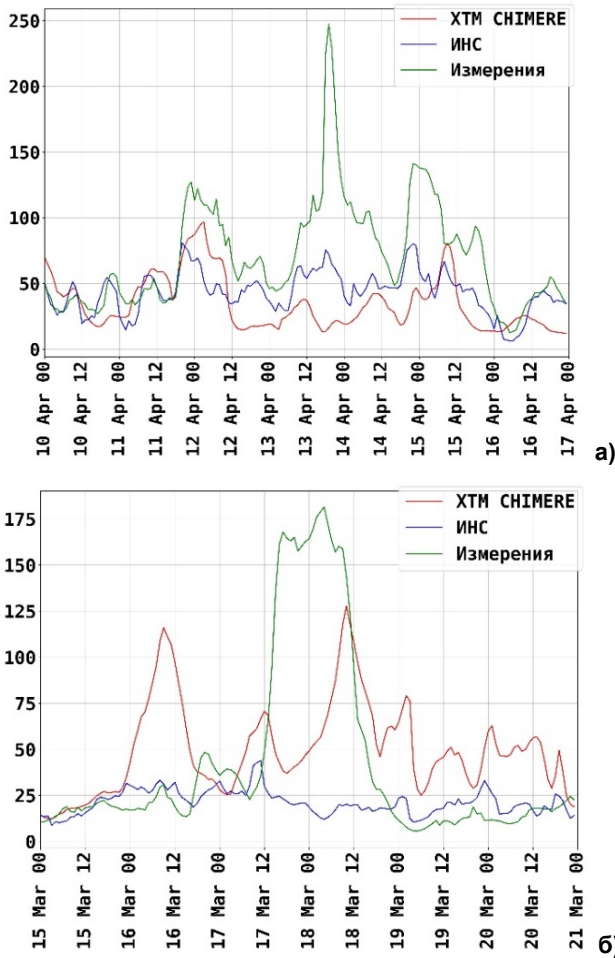 250
200
150
100
50
0
ХТМ CHIMERE
ИНС
Измерения
10 Apr 00
10 Apr 12
11 Apr 00
11 Apr 12
12 Apr 00
12 Apr 12
13 Apr 00
13 Apr 12
14 Apr 00
14 Apr 12
15 Apr 00
15 Apr 12
16 Apr 00
16 Apr 12
17 Apr 00
а)
175
150
125
100
75
50
25
0
ХТМ CHIMERE
ИНС
Измерения
15 Mar 00
15 Mar 12
16 Mar 00
16 Mar 12
17 Mar 00
17 Mar 12
18 Mar 00
18 Mar 12
19 Mar 00
19 Mar 12
20 Mar 00
20 Mar 12
21 Mar 00
б)